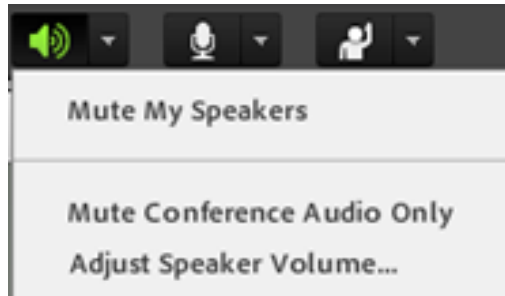 Mute My Speakers
Mute Conference Audio Only
Adjust Speaker Volume...